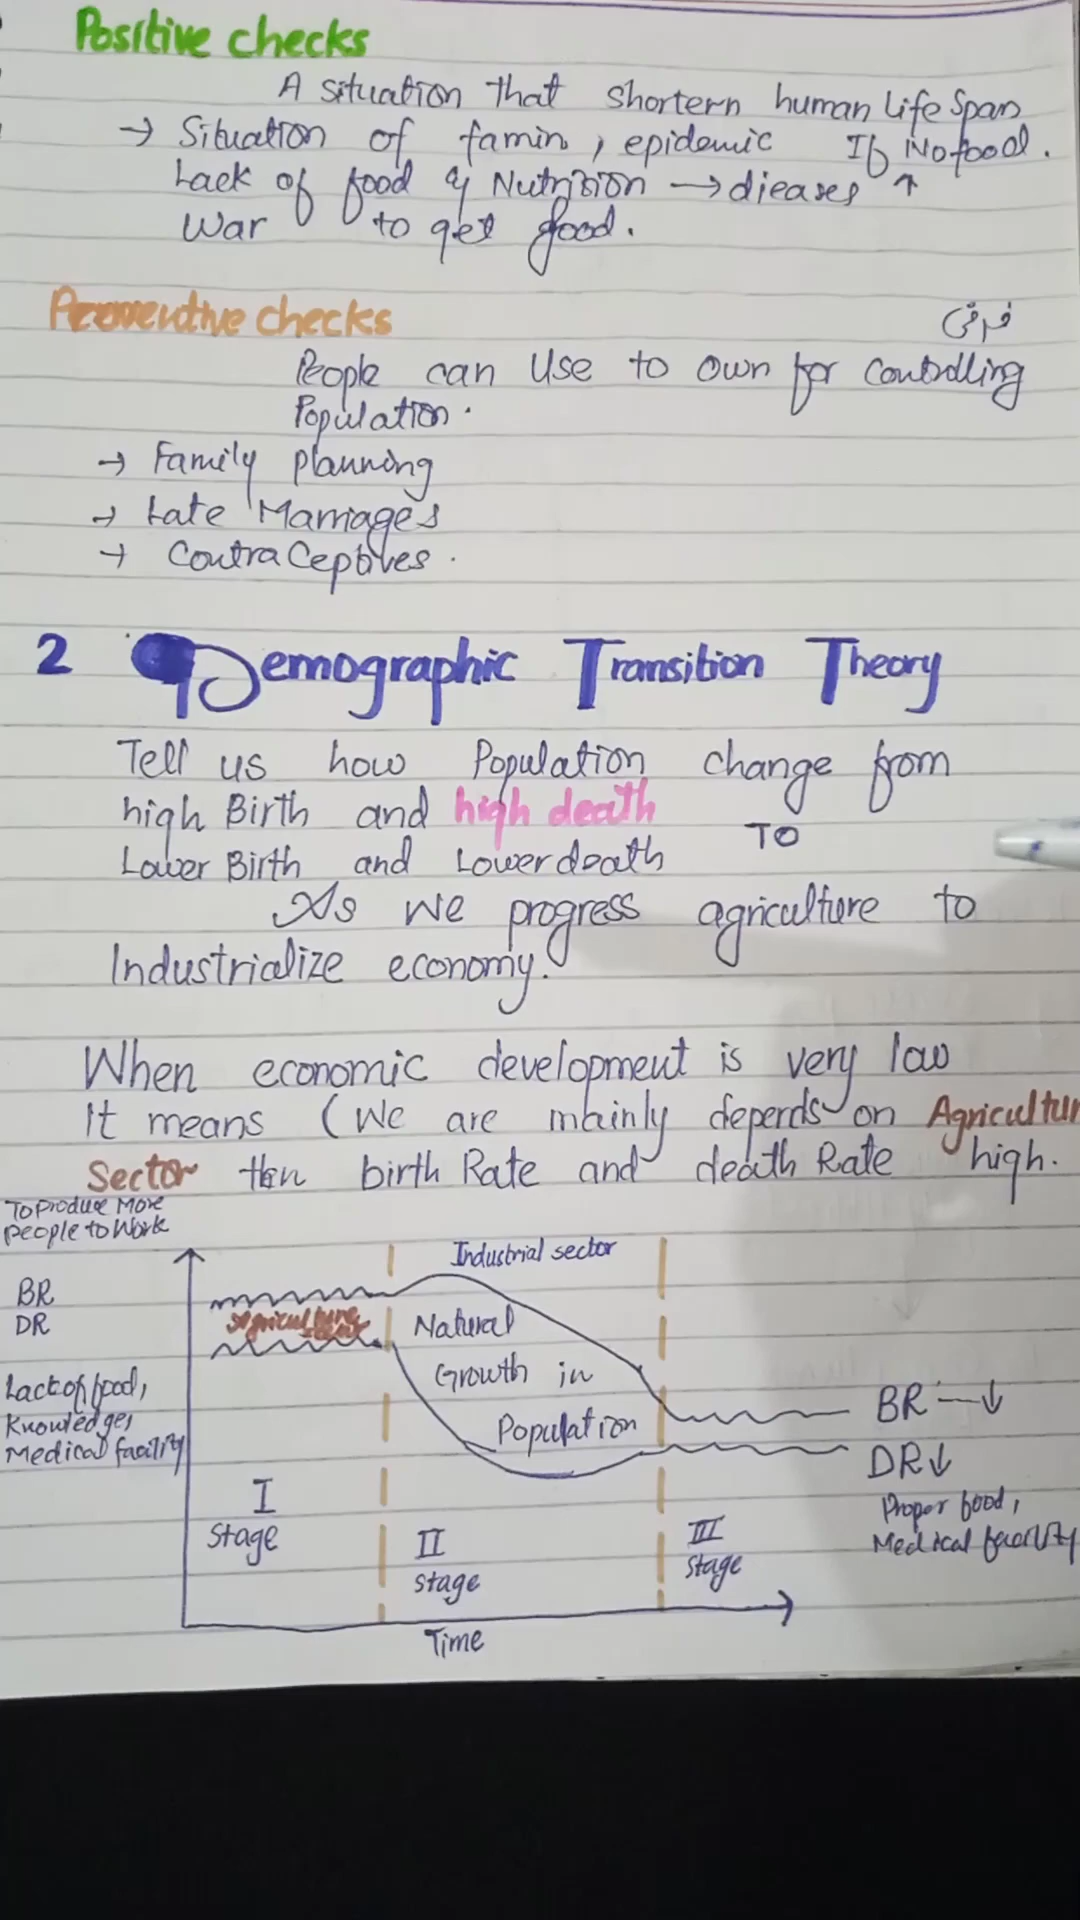 Positive checks
A situation that shortern human Life Span
→ Situation of famin, epidemic If No food.
Lack of food & Nutrition → dieases ↑
War to get food.
Preventive checks
People can Use to own for Controlling
Population.
→ Family planning
→ Late Marriages
→ Contra Ceptives.
2 Demographic Transition Theory
Tell us how Population change from
high Birth and high death TO
Lower Birth and Lower death
As we progress agriculture to
Industrialize economy.
When economic development is very low
It means (We are mainly depends on Agricultur
Sector then birth Rate and death Rate high.
To Produce More
People to Work
Industrial sector
BR
DR
Agriculture
Natural
Growth in
Population
Lack of food,
Knowledge,
Medical facility
BR ↓
DR ↓
Proper food,
Medical facility
I
Stage
II
Stage
III
Stage
Time